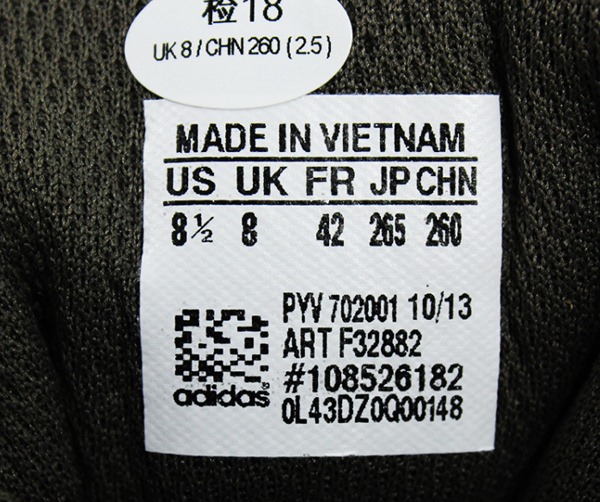 检18
UK 8 / CHN 260 ( 2.5 )
MADE IN VIETNAM
US UK FR JP CHN
8½ 8 42 265 260
PYV 702001 10/13
ART F32882
#108526182
adidas 0L43DZ0Q00148